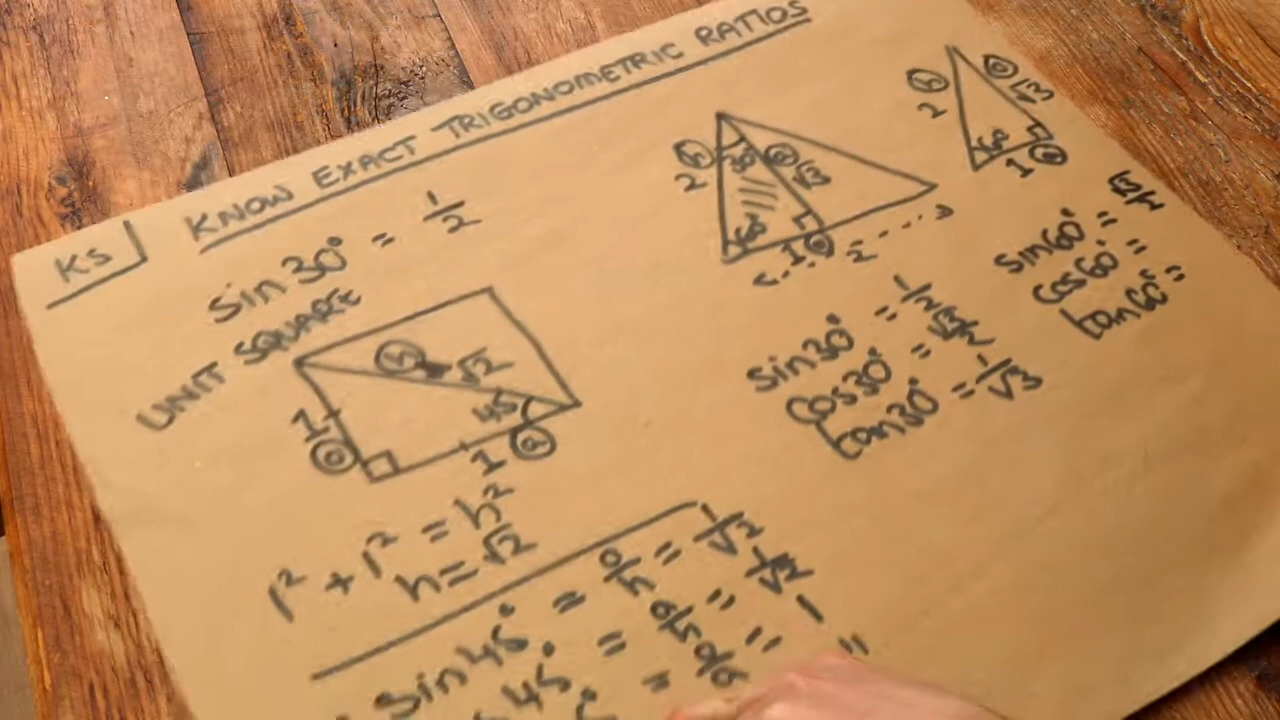 KS
KNOW EXACT TRIGONOMETRIC RATIOS
sin 30° = 1/2
UNIT SQUARE
h √2
45
1
o
1 a
1² + 1² = h²
h = √2
sin 45° = o/h = 1/√2
45° = a/h = 1/√2
° = o/a = 1 =
h 2
30
a √3
60
1 o
2
sin 30° = 1/2
cos 30° = √3/2
tan 30° = 1/√3
h 2
o √3
60
1 a
sin 60° = √3/2
cos 60° =
tan 60° =